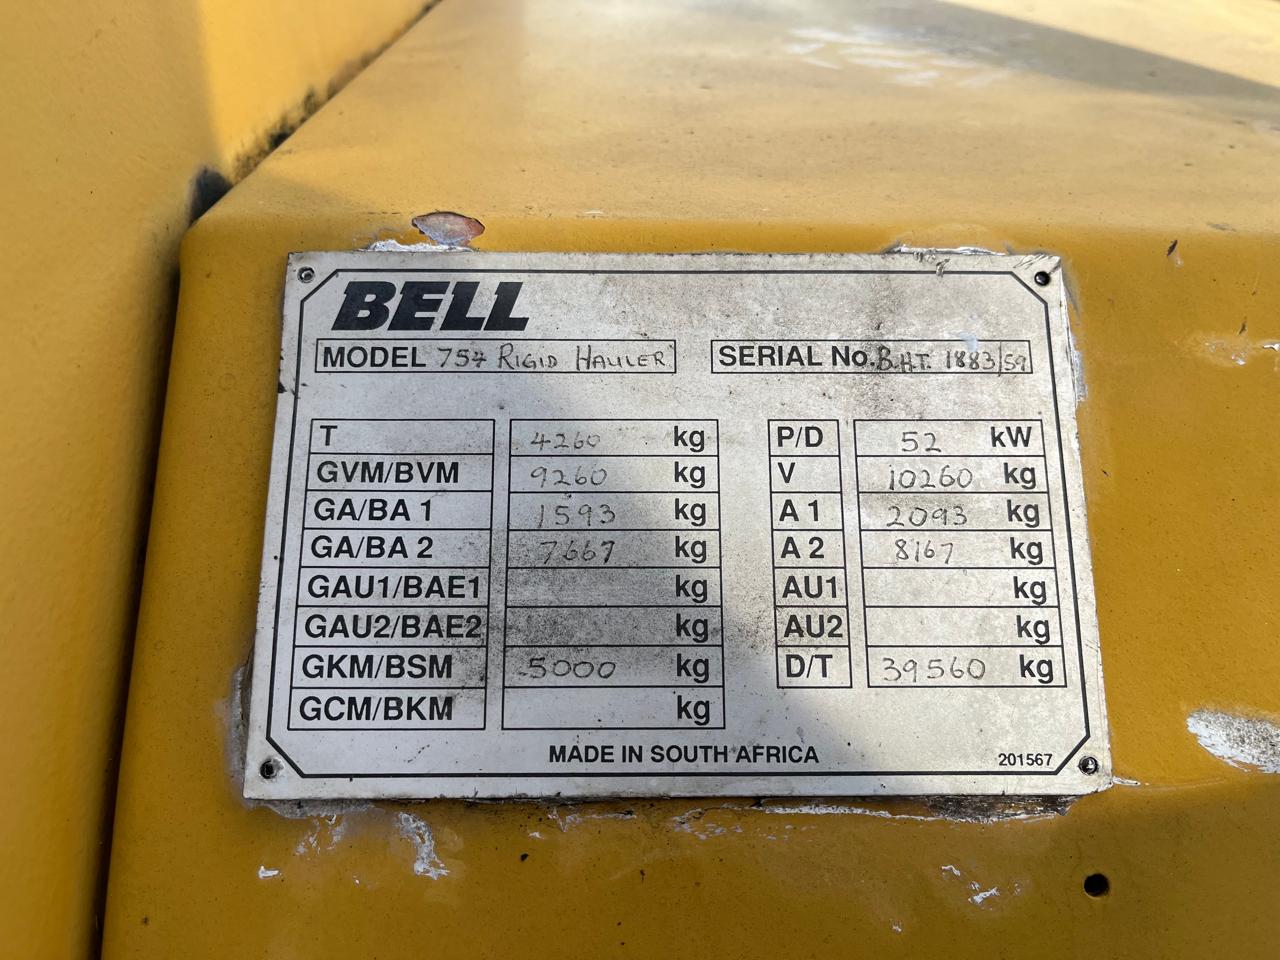 BELL
MODEL 754 RIGID HAULER SERIAL No. B.H.T. 1883/59
T 4260 kg P/D 52 kW
GVM/BVM 9260 kg V 10260 kg
GA/BA 1 1593 kg A 1 2093 kg
GA/BA 2 7667 kg A 2 8167 kg
GAU1/BAE1 kg AU1 kg
GAU2/BAE2 kg AU2 kg
GKM/BSM 5000 kg D/T 39560 kg
GCM/BKM kg
MADE IN SOUTH AFRICA
201567